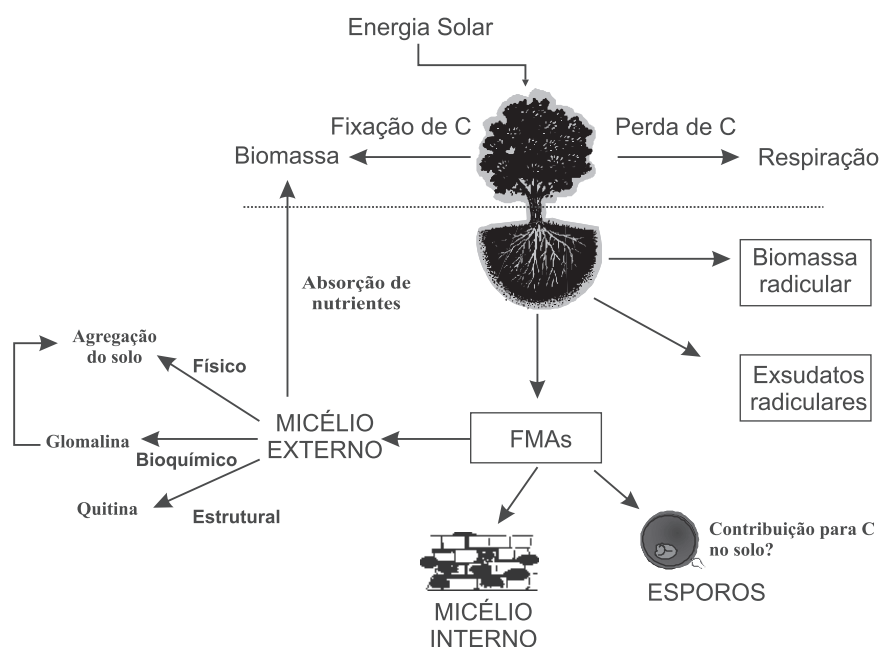 Energia Solar
Fixação de C
Perda de C
Biomassa
Respiração
Biomassa
radicular
Absorção de
nutrientes
Agregação
do solo
Físico
Exsudatos
radiculares
MICÉLIO
EXTERNO
FMAs
Glomalina
Bioquímico
Quitina
Estrutural
Contribuição para C
no solo?
ESPOROS
MICÉLIO
INTERNO